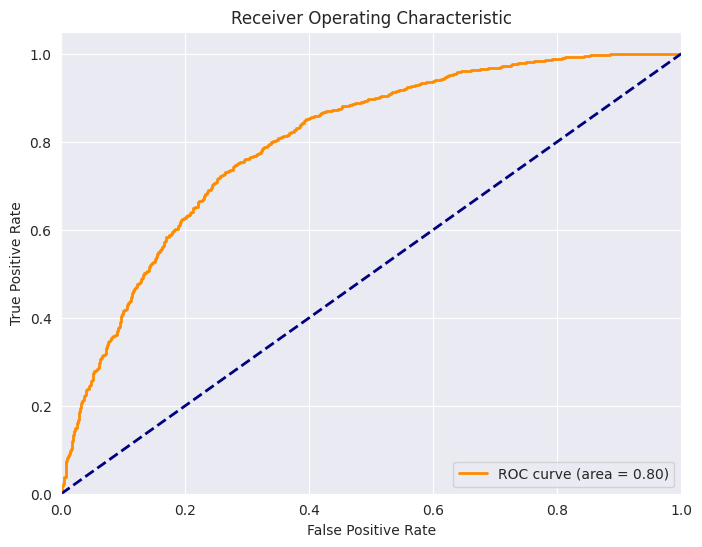 Receiver Operating Characteristic
True Positive Rate
1.0
0.8
0.6
0.4
0.2
0.0
0.0 0.2 0.4 0.6 0.8 1.0
False Positive Rate
ROC curve (area = 0.80)